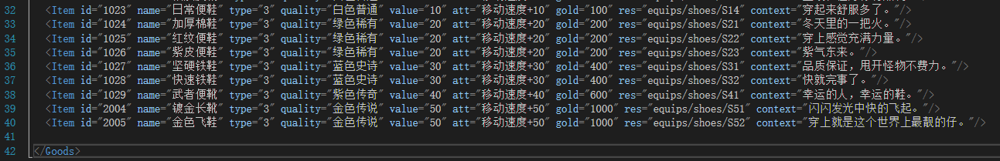 32 <Item id="1023" name="日常便鞋" type="3" quality="白色普通" value="10" att="移动速度+10" gold="100" res="equips/shoes/S14" context="穿起来舒服多了。"/>
33 <Item id="1024" name="加厚棉鞋" type="3" quality="绿色稀有" value="20" att="移动速度+20" gold="200" res="equips/shoes/S21" context="冬天里的一把火。"/>
34 <Item id="1025" name="红纹便鞋" type="3" quality="绿色稀有" value="20" att="移动速度+20" gold="200" res="equips/shoes/S22" context="穿上感觉充满力量。"/>
35 <Item id="1026" name="紫皮便鞋" type="3" quality="绿色稀有" value="20" att="移动速度+20" gold="200" res="equips/shoes/S23" context="紫气东来。"/>
36 <Item id="1027" name="坚硬铁鞋" type="3" quality="蓝色史诗" value="30" att="移动速度+30" gold="400" res="equips/shoes/S31" context="品质保证，甩开怪物不费力。"/>
37 <Item id="1028" name="快速铁鞋" type="3" quality="蓝色史诗" value="30" att="移动速度+30" gold="400" res="equips/shoes/S32" context="快就完事了。"/>
38 <Item id="1029" name="武者便靴" type="3" quality="紫色传奇" value="40" att="移动速度+40" gold="600" res="equips/shoes/S41" context="幸运的人，幸运的鞋。"/>
39 <Item id="2004" name="镀金长靴" type="3" quality="金色传说" value="50" att="移动速度+50" gold="1000" res="equips/shoes/S51" context="闪闪发光中快的飞起。"/>
40 <Item id="2005" name="金色飞鞋" type="3" quality="金色传说" value="50" att="移动速度+50" gold="1000" res="equips/shoes/S52" context="穿上就是这个世界上最靓的仔。"/>
41
42 </Goods>